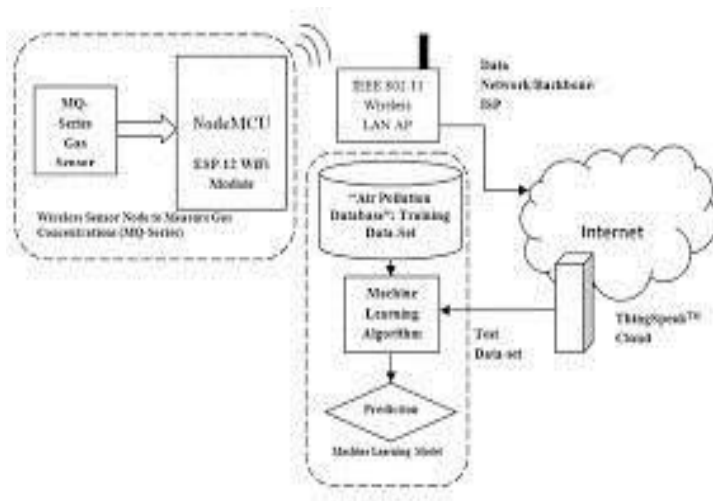 MQ-
Series
Gas
Sensor
NodeMCU
ESP-12 WiFi
Module
Wireless Sensor Node to Measure Gas
Concentrations (MQ-Series)
IEEE 802.11
Wireless
LAN AP
Data
Network/Backbone/
ISP
"Air Pollution
Database": Training
Data-Set
Machine
Learning
Algorithm
Prediction
Machine Learning Model
Internet
ThingSpeak™
Cloud
Test
Data-set